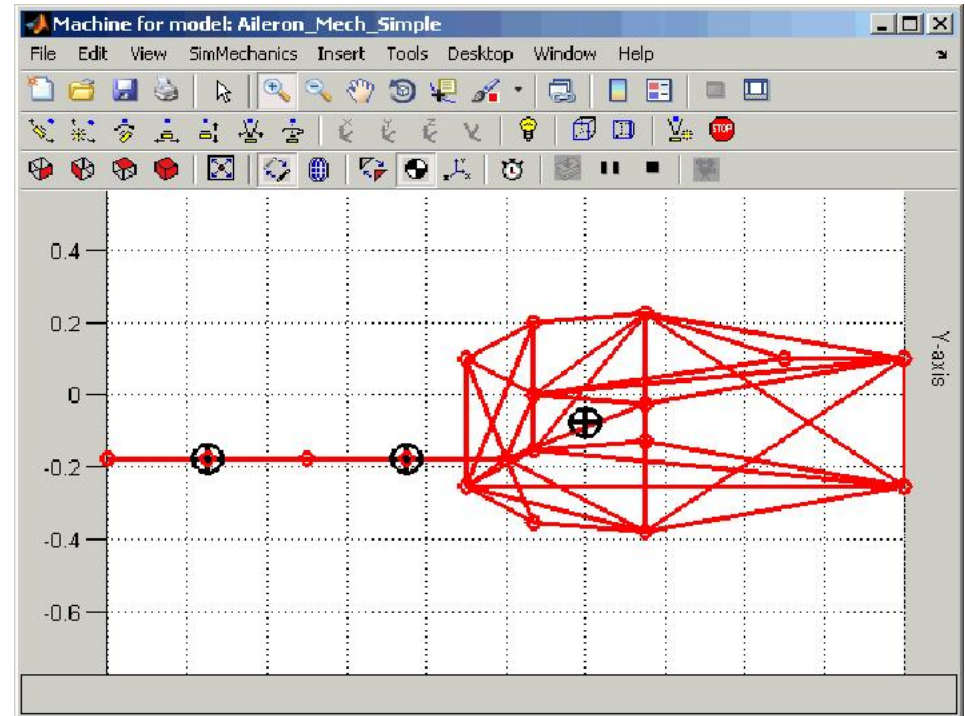 Machine for model: Aileron_Mech_Simple
File Edit View SimMechanics Insert Tools Desktop Window Help
STOP
0.4
0.2
0
-0.2
-0.4
-0.6
Y-axis